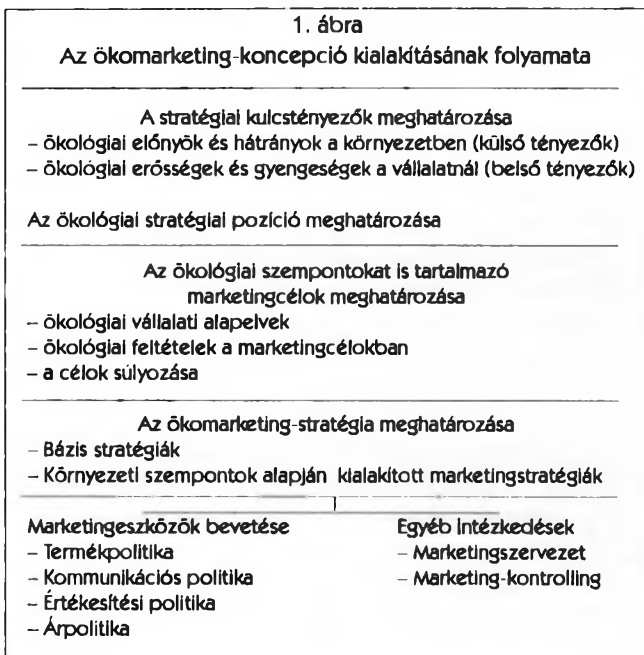 1. ábra
Az ökomarketing-koncepció kialakításának folyamata
A stratégiai kulcstényezők meghatározása
– ökológiai előnyök és hátrányok a környezetben (külső tényezők)
– ökológiai erősségek és gyengeségek a vállalatnál (belső tényezők)
Az ökológiai stratégiai pozíció meghatározása
Az ökológiai szempontokat is tartalmazó
marketingcélok meghatározása
– ökológiai vállalati alapelvek
– ökológiai feltételek a marketingcélokban
– a célok súlyozása
Az ökomarketing-stratégia meghatározása
– Bázis stratégiák
– Környezeti szempontok alapján kialakított marketingstratégiák
Marketingeszközök bevetése
– Termékpolitika
– Kommunikációs politika
– Értékesítési politika
– Árpolitika
Egyéb intézkedések
– Marketingszervezet
– Marketing-kontrolling